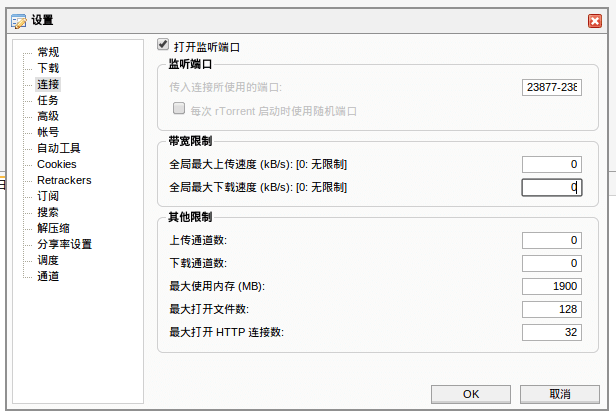 设置
常规
下载
连接
任务
高级
帐号
自动工具
Cookies
Retrackers
订阅
搜索
解压缩
分享率设置
调度
通道
打开监听端口
监听端口
传入连接所使用的端口: 23877-238
每次 rTorrent 启动时使用随机端口
带宽限制
全局最大上传速度 (kB/s): [0: 无限制] 0
全局最大下载速度 (kB/s): [0: 无限制] 0
其他限制
上传通道数: 0
下载通道数: 0
最大使用内存 (MB): 1900
最大打开文件数: 128
最大打开 HTTP 连接数: 32
OK 取消